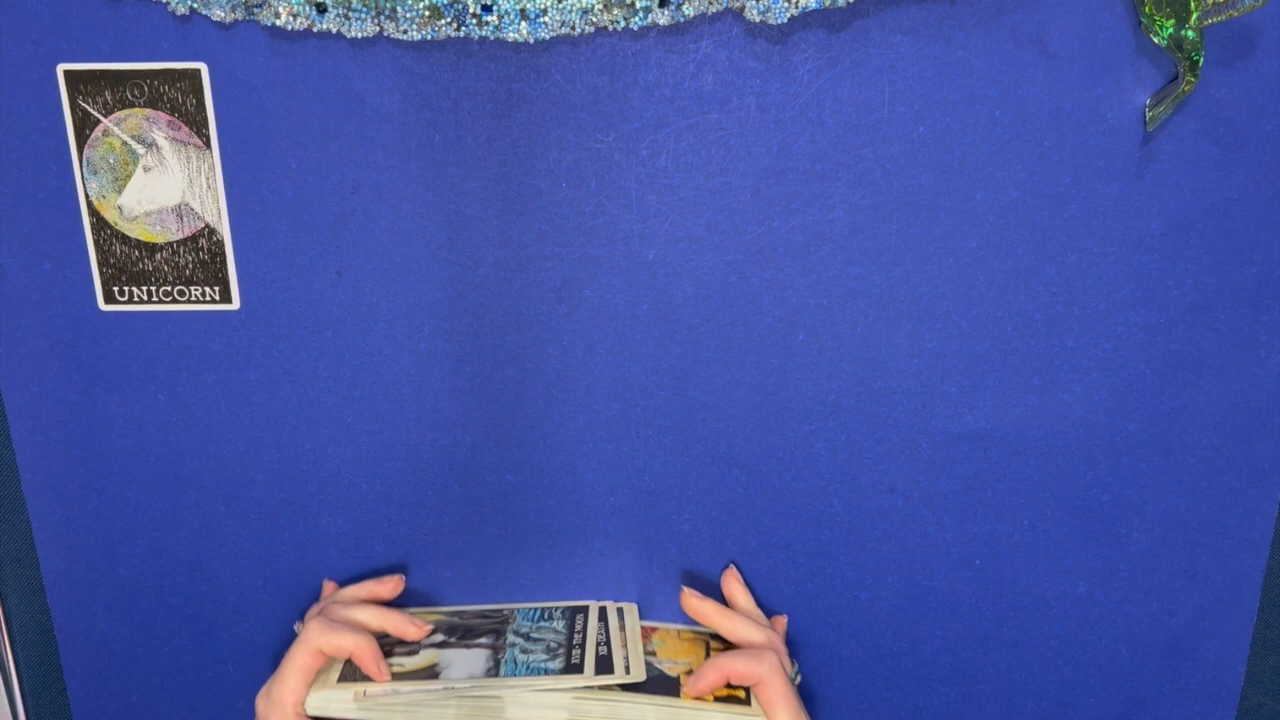 UNICORN
XVIII • THE MOON
XIII • DEATH